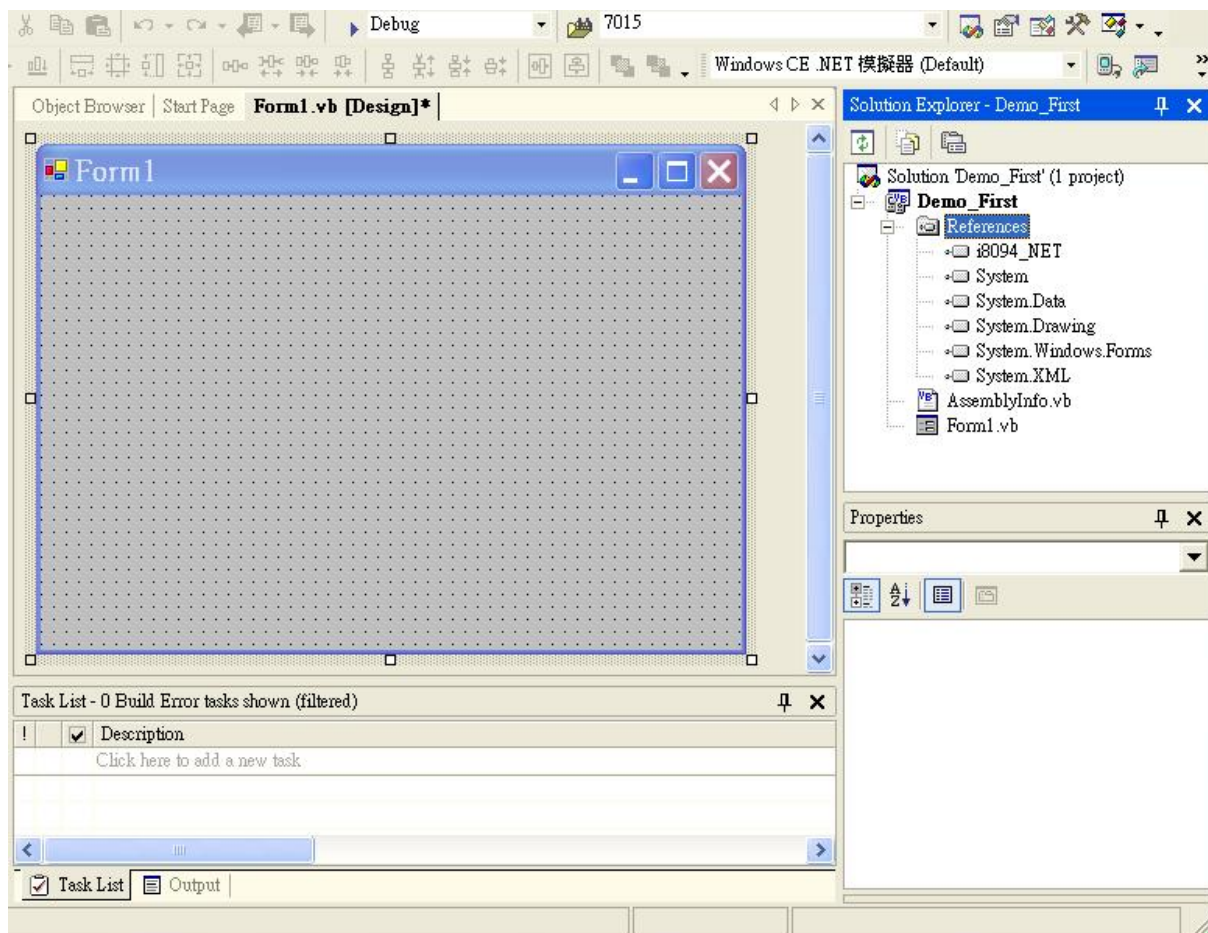 Debug
7015
Windows CE .NET 模擬器 (Default)
Object Browser
Start Page
Form1.vb [Design]*
Form1
Solution Explorer - Demo_First
Solution 'Demo_First' (1 project)
Demo_First
References
i8094_NET
System
System.Data
System.Drawing
System.Windows.Forms
System.XML
AssemblyInfo.vb
Form1.vb
Properties
Task List - 0 Build Error tasks shown (filtered)
! Description
Click here to add a new task
Task List
Output